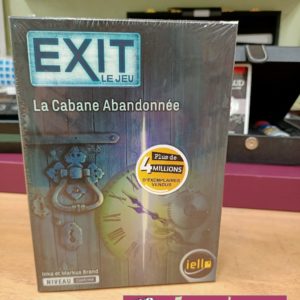 EXIT
LE JEU
La Cabane Abandonnée
Plus de
4 MILLIONS
D'EXEMPLAIRES
VENDUS
Inka et Markus Brand
NIVEAU
iello